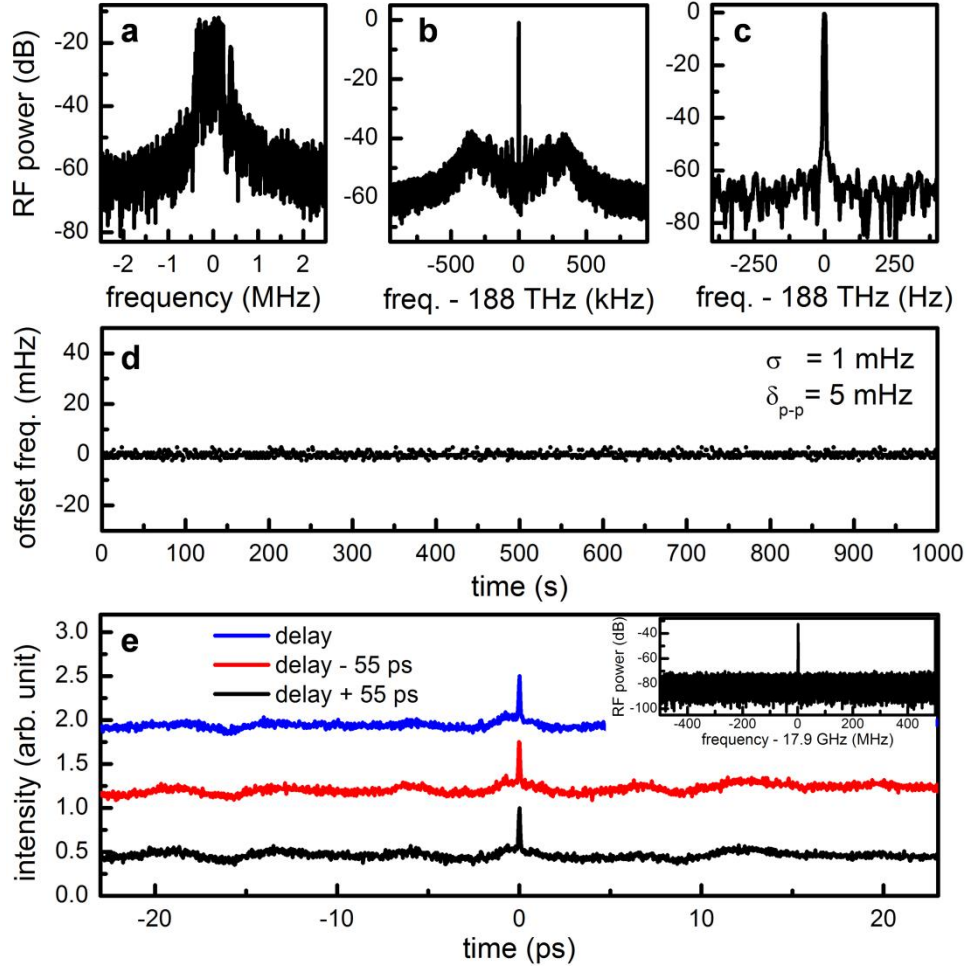 a
b
c
RF power (dB)
-20
-40
-60
-80
0
-20
-40
-60
0
-20
-40
-60
-80
-2 -1 0 1 2
-500 0 500
-250 0 250
frequency (MHz)
freq. - 188 THz (kHz)
freq. - 188 THz (Hz)
d
offset freq. (mHz)
40
20
0
-20
σ = 1 mHz
δp-p = 5 mHz
0 100 200 300 400 500 600 700 800 900 1000
time (s)
e
intensity (arb. unit)
3.0
2.5
2.0
1.5
1.0
0.5
0.0
delay
delay - 55 ps
delay + 55 ps
RF power (dB)
-40
-60
-80
-100
-400 -200 0 200 400
frequency - 17.9 GHz (MHz)
-20 -10 0 10 20
time (ps)